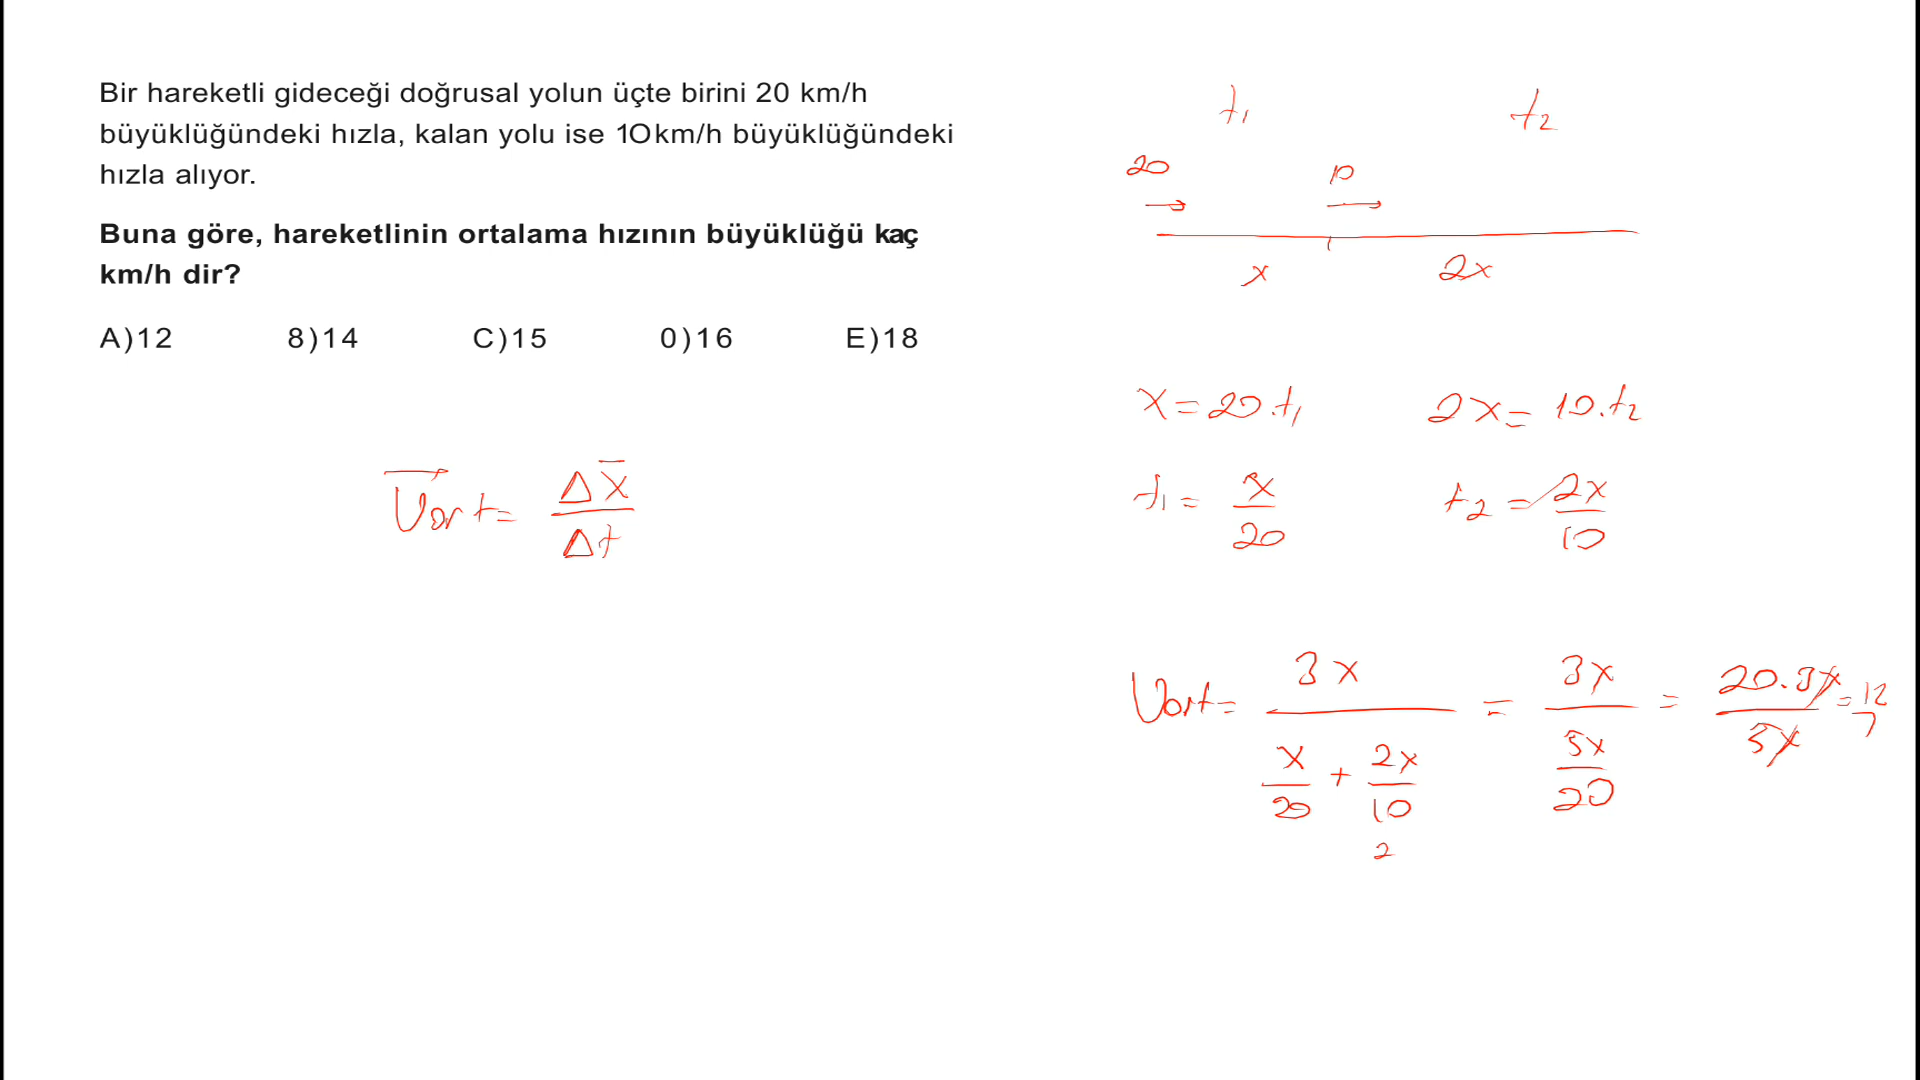 Bir hareketli gideceği doğrusal yolun üçte birini 20 km/h
büyüklüğündeki hızla, kalan yolu ise 10km/h büyüklüğündeki
hızla alıyor.
Buna göre, hareketlinin ortalama hızının büyüklüğü kaç
km/h dir?
A)12 8)14 C)15 0)16 E)18
Vort= Δx / Δt
t1 t2
20 10
x 2x
x=20.t1 2x=10.t2
t1= x/20 t2= 2x/10
Vort= 3x / (x/20 + 2x/10) = 3x / (5x/20) = 20.3x / 5x = 12
2